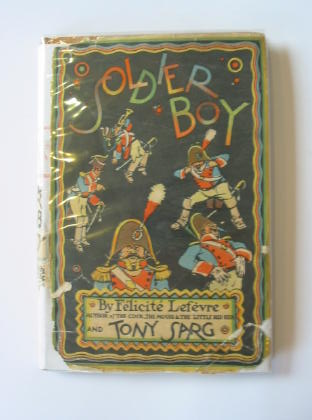 SOLDIER
BOY
By Félicité Lefèvre
AUTHOR of THE COCK, THE MOUSE & THE LITTLE RED HEN
AND TONY SARG